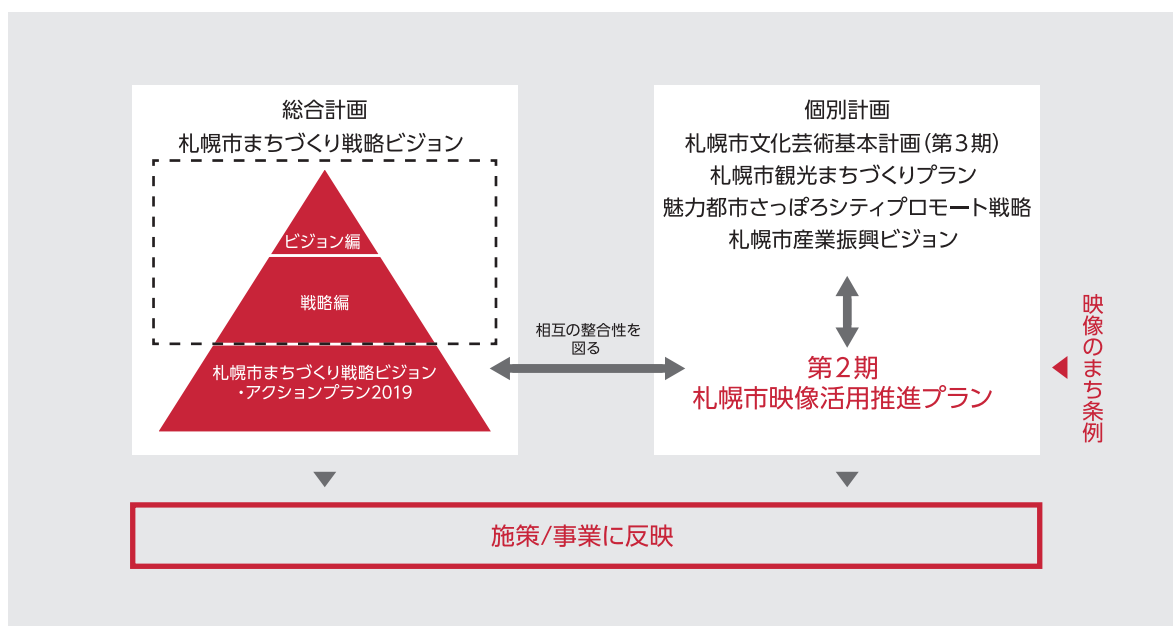 総合計画
札幌市まちづくり戦略ビジョン
ビジョン編
戦略編
札幌市まちづくり戦略ビジョン
・アクションプラン2019
相互の整合性を
図る
個別計画
札幌市文化芸術基本計画(第3期)
札幌市観光まちづくりプラン
魅力都市さっぽろシティプロモート戦略
札幌市産業振興ビジョン
第2期
札幌市映像活用推進プラン
映像のまち条例
施策/事業に反映